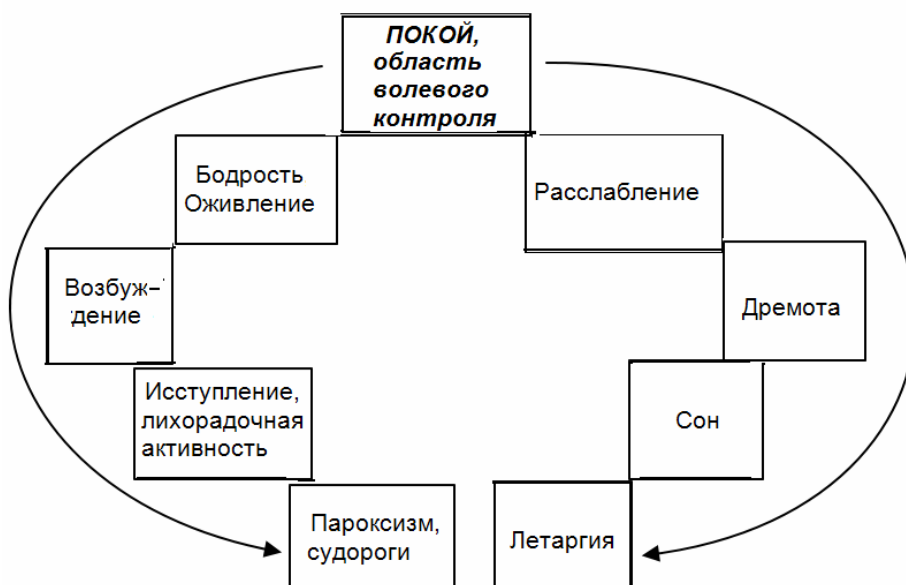 ПОКОЙ,
область
волевого
контроля
Бодрость
Оживление
Расслабление
Возбуж–
дение
Дремота
Исступление,
лихорадочная
активность
Сон
Пароксизм,
судороги
Летаргия